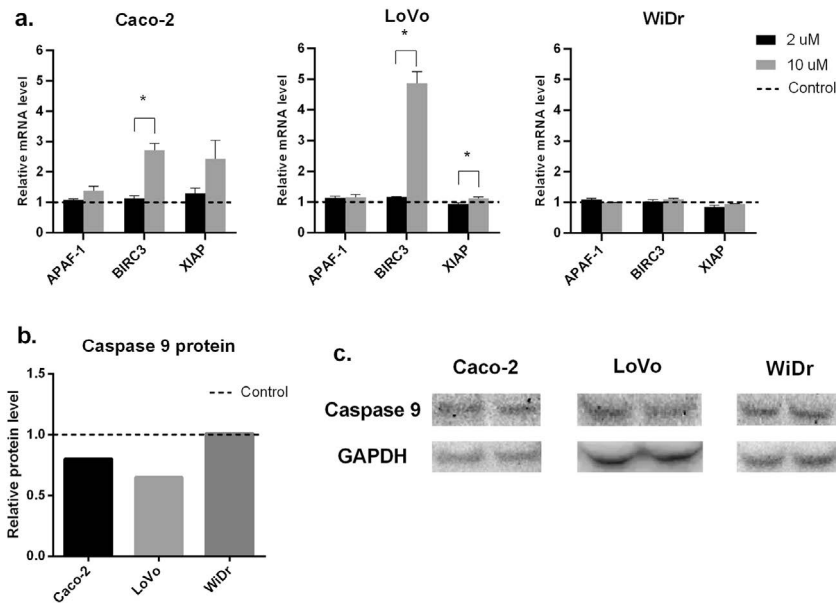 a.
Caco-2
LoVo
WiDr
2 uM
10 uM
Control
Relative mRNA level
6
5
4
3
2
1
0
*
APAF-1
BIRC3
XIAP
Relative mRNA level
6
5
4
3
2
1
0
*
*
APAF-1
BIRC3
XIAP
Relative mRNA level
6
5
4
3
2
1
0
APAF-1
BIRC3
XIAP
b.
Caspase 9 protein
Control
Relative protein level
1.5
1.0
0.5
0.0
Caco-2
LoVo
WiDr
c.
Caco-2
LoVo
WiDr
Caspase 9
GAPDH